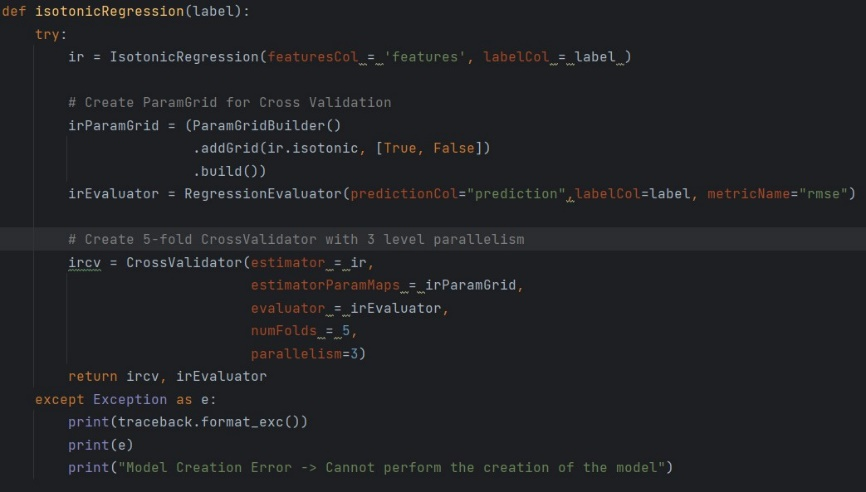 def isotonicRegression(label):
    try:
        ir = IsotonicRegression(featuresCol = 'features', labelCol = label )
        # Create ParamGrid for Cross Validation
        irParamGrid = (ParamGridBuilder()
                       .addGrid(ir.isotonic, [True, False])
                       .build())
        irEvaluator = RegressionEvaluator(predictionCol="prediction",labelCol=label, metricName="rmse")
        # Create 5-fold CrossValidator with 3 level parallelism
        ircv = CrossValidator(estimator = ir,
                              estimatorParamMaps = irParamGrid,
                              evaluator = irEvaluator,
                              numFolds = 5,
                              parallelism=3)
        return ircv, irEvaluator
    except Exception as e:
        print(traceback.format_exc())
        print(e)
        print("Model Creation Error -> Cannot perform the creation of the model")